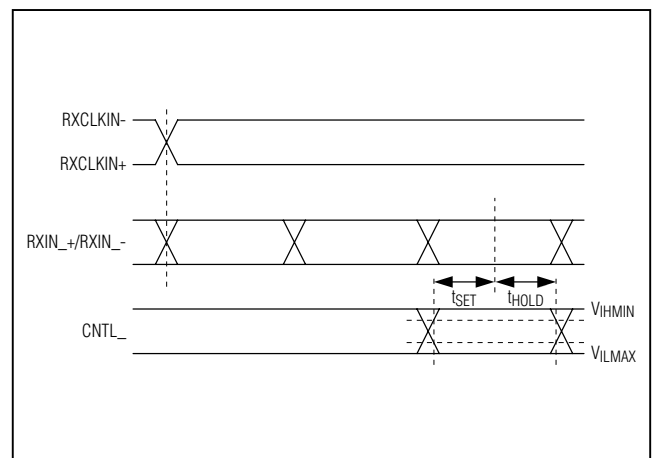 RXCLKIN-
RXCLKIN+
RXIN_+/RXIN_-
tSET
tHOLD
VIHMIN
CNTL_
VILMAX